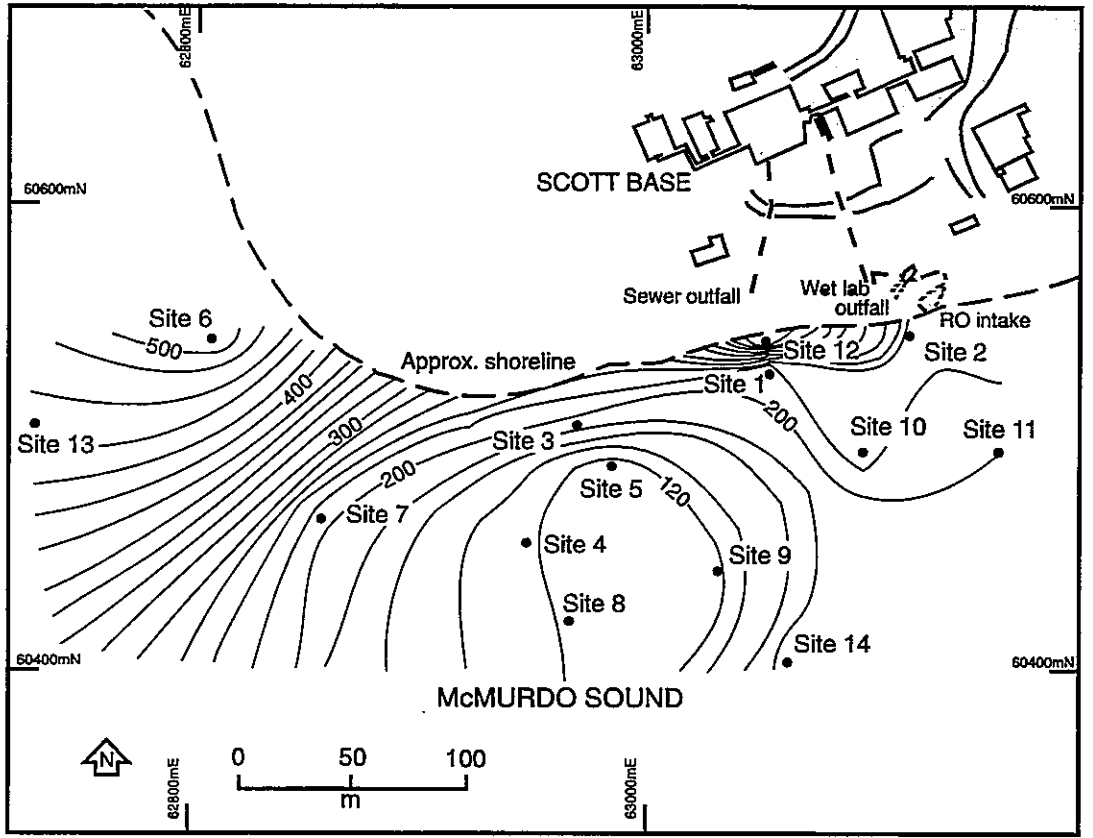 62800mE
63000mE
60600mN
60600mN
SCOTT BASE
Sewer outfall
Wet lab
outfall
RO intake
Site 6
500
Approx. shoreline
Site 12
Site 2
Site 1
400
200
300
Site 13
Site 3
Site 10
Site 11
200
Site 5
120
Site 7
Site 4
Site 9
Site 8
Site 14
60400mN
60400mN
McMURDO SOUND
N
0 50 100
m
62800mE
63000mE